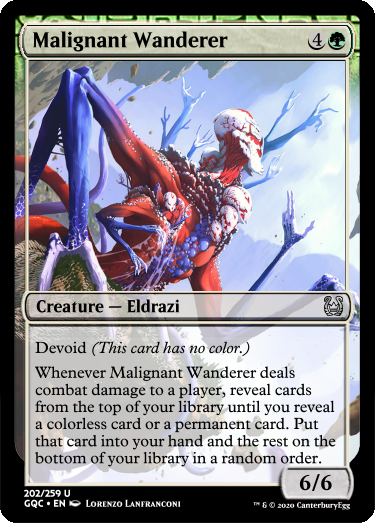 Malignant Wanderer 4
Creature — Eldrazi
Devoid (This card has no color.)
Whenever Malignant Wanderer deals
combat damage to a player, reveal cards
from the top of your library until you reveal
a colorless card or a permanent card. Put
that card into your hand and the rest on the
bottom of your library in a random order.
6/6
202/259 U
GQC • EN Lorenzo Lanfranconi ™ & © 2020 CanterburyEgg